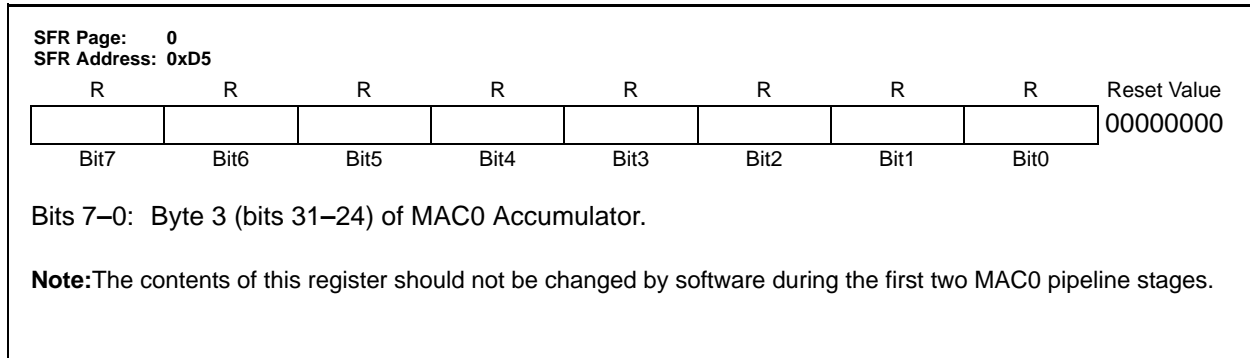 SFR Page: 0
SFR Address: 0xD5
R R R R R R R R Reset Value
00000000
Bit7 Bit6 Bit5 Bit4 Bit3 Bit2 Bit1 Bit0
Bits 7–0: Byte 3 (bits 31–24) of MAC0 Accumulator.
Note:The contents of this register should not be changed by software during the first two MAC0 pipeline stages.